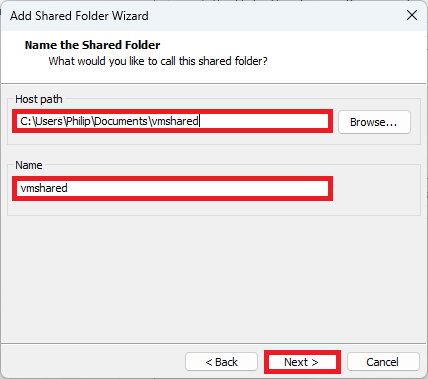 Add Shared Folder Wizard
Name the Shared Folder
What would you like to call this shared folder?
Host path
C:\Users\Philip\Documents\vmshared
Browse...
Name
vmshared
< Back
Next >
Cancel